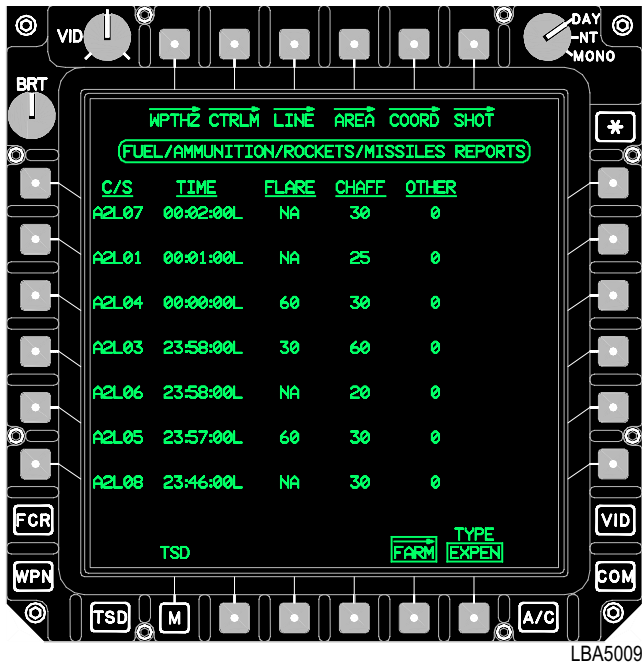 DAY
VID NT
MONO
BRT
WPTHZ CTRLM LINE AREA COORD SHOT
*
(FUEL/AMMUNITION/ROCKETS/MISSILES REPORTS)
C/S TIME FLARE CHAFF OTHER
A2L07 00:02:00L NA 30 0
A2L01 00:01:00L NA 25 0
A2L04 00:00:00L 60 30 0
A2L03 23:58:00L 30 60 0
A2L06 23:58:00L NA 20 0
A2L05 23:57:00L 60 30 0
A2L08 23:46:00L NA 30 0
FCR VID
TYPE
TSD FARM EXPEN
WPN COM
TSD M A/C
LBA5009